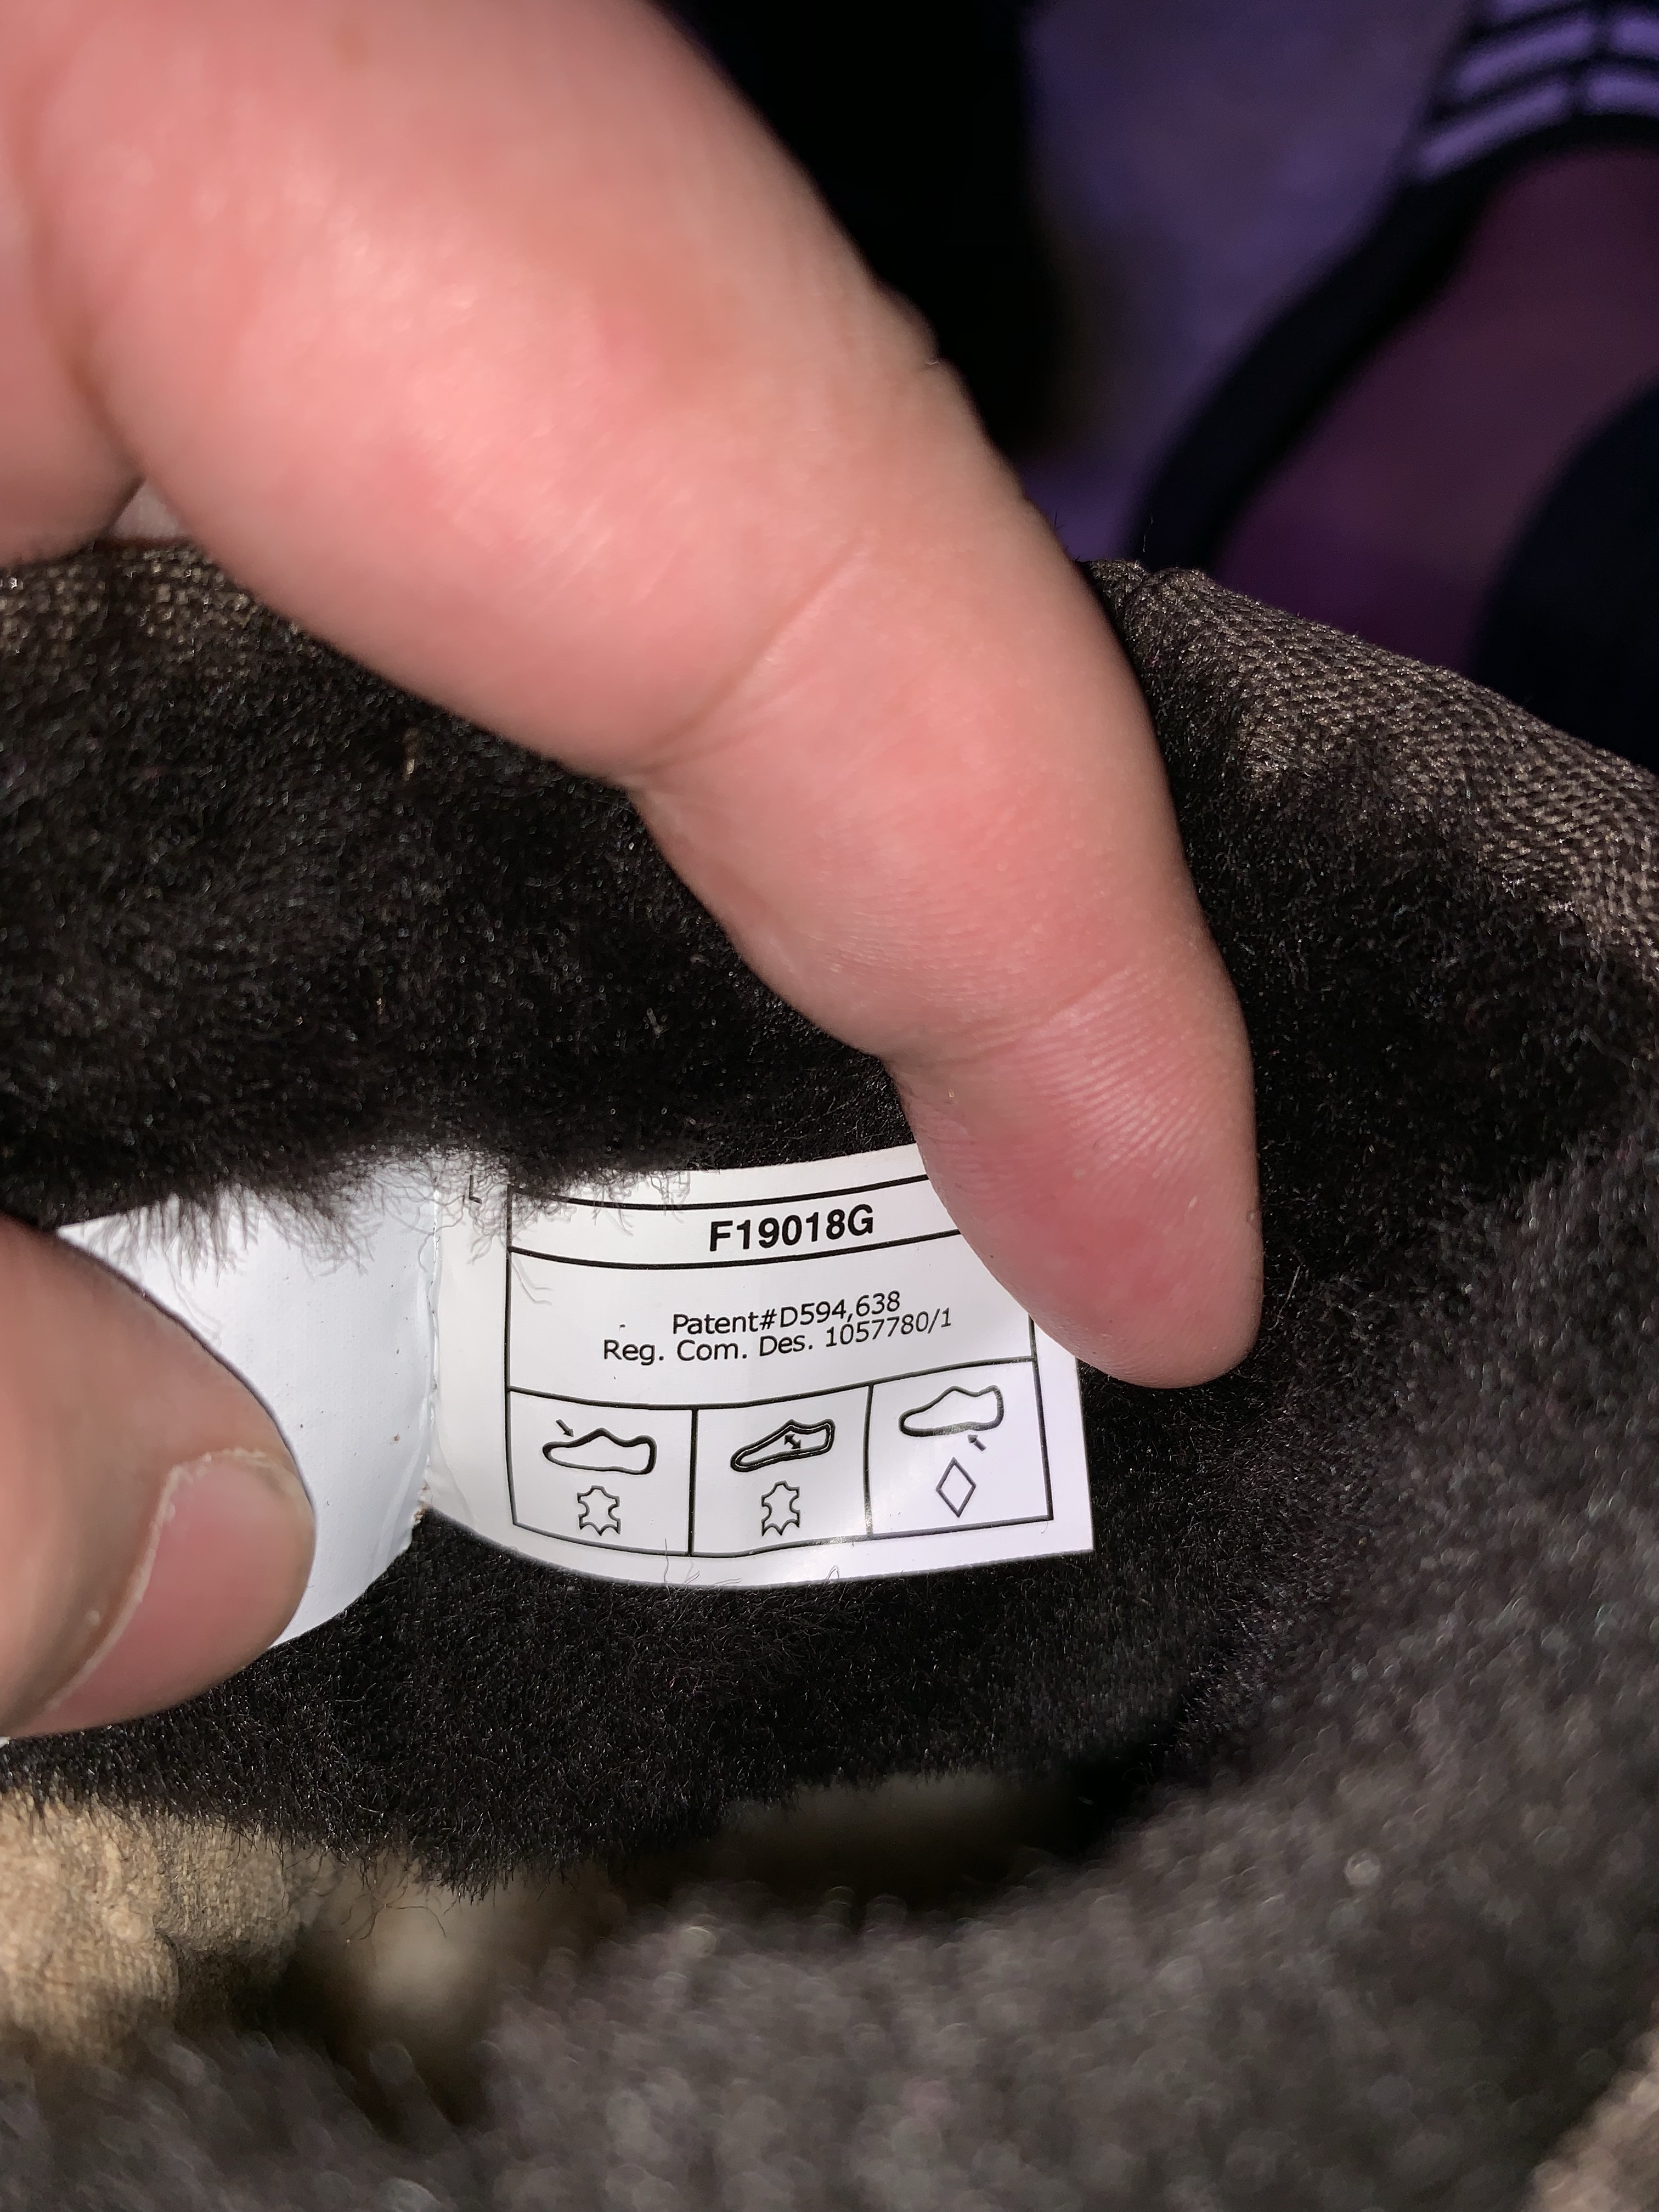 F19018G
Patent#D594,638
Reg. Com. Des. 1057780/1